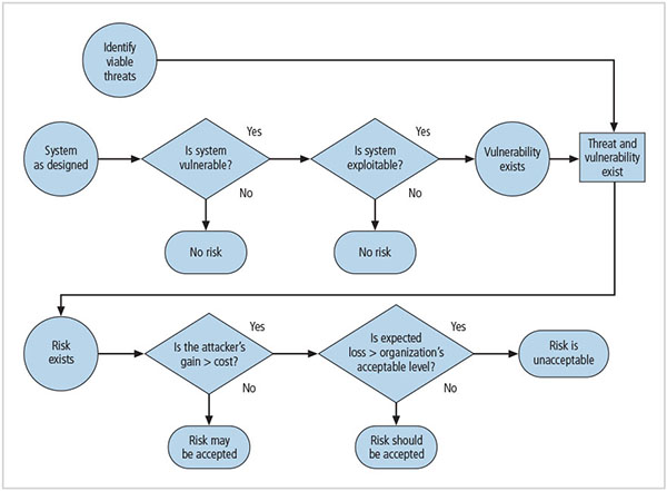 Identify
viable
threats
System
as designed
Is system
vulnerable?
Yes
No
No risk
Is system
exploitable?
Yes
No
No risk
Vulnerability
exists
Threat and
vulnerability
exist
Risk
exists
Is the attacker's
gain > cost?
Yes
No
Risk may
be accepted
Is expected
loss > organization's
acceptable level?
Yes
No
Risk should
be accepted
Risk is
unacceptable